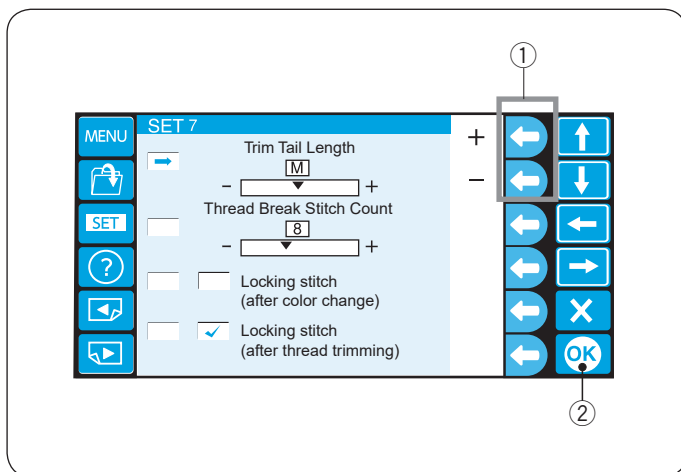 1
MENU
SET 7
+
Trim Tail Length
M
- +
-
SET
Thread Break Stitch Count
8
- +
?
Locking stitch
(after color change)
Locking stitch
(after thread trimming)
X
OK
2